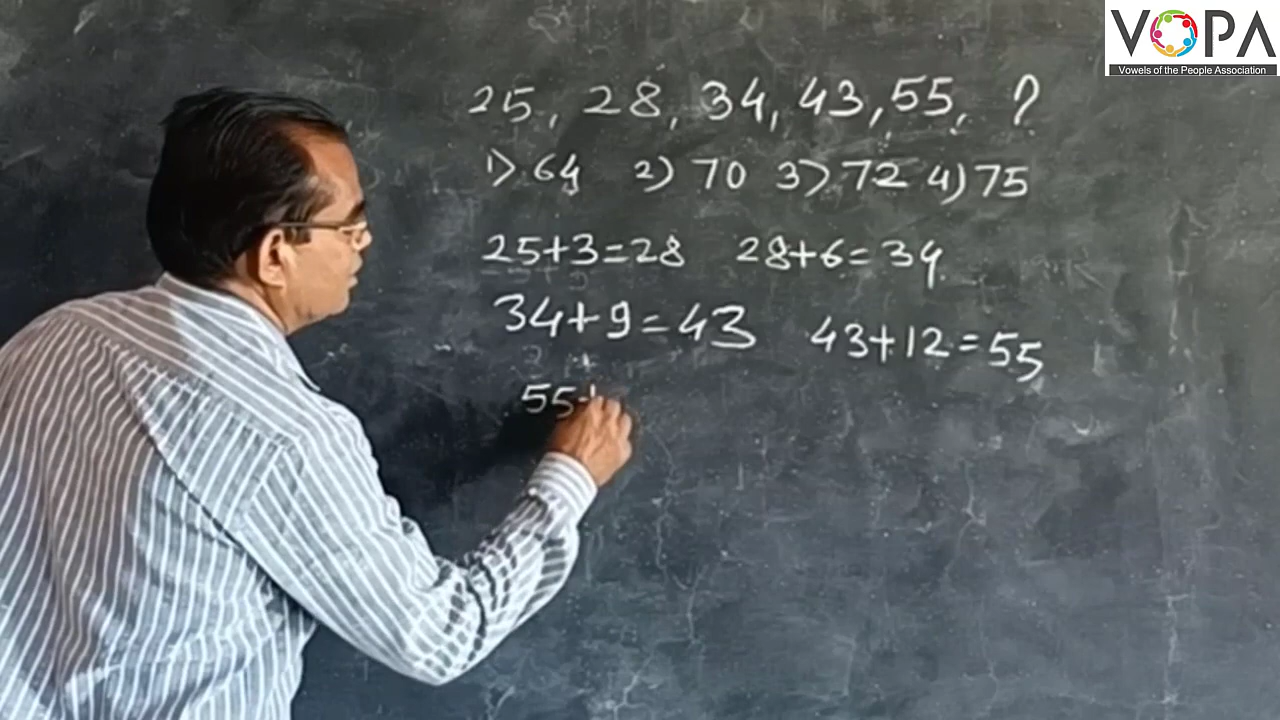 VOPA
Vowels of the People Association
25, 28, 34, 43, 55, ?
1) 64 2) 70 3) 72 4) 75
25+3=28 28+6=34
34+9=43 43+12=55
55+